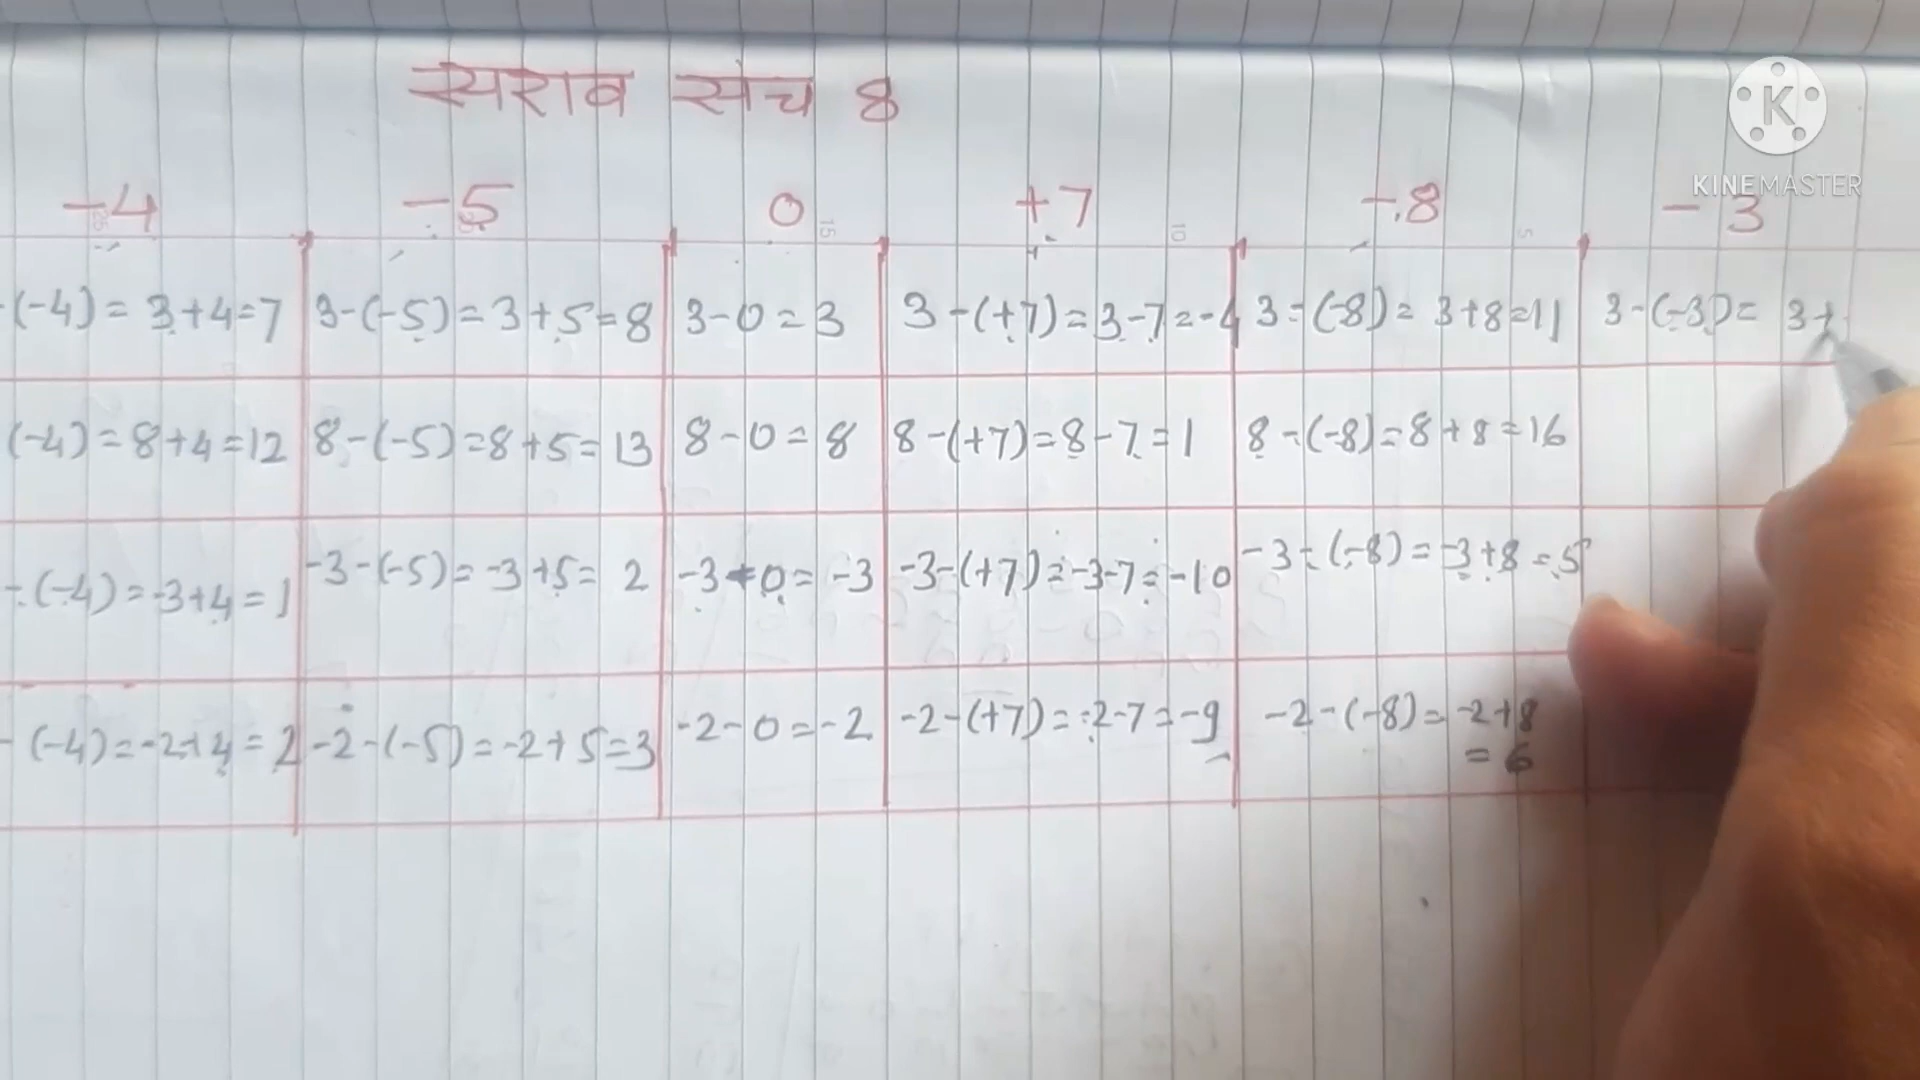 सराव संच 8
K
KINEMASTER
-4 -5 0 +7 -8 -3
-(-4) = 3+4=7 3-(-5)=3+5=8 3-0=3 3-(+7)=3-7=-4 3-(-8)= 3+8=11 3-(-3)= 3+
(-4)=8+4=12 8-(-5)=8+5=13 8-0=8 8-(+7)=8-7=1 8-(-8)=8+8=16
-(-4)=-3+4=1 -3-(-5)=-3+5= 2 -3-0= -3 -3-(+7)=-3-7=-10 -3-(-8)=-3+8=5
-(-4)=-2+4=2 -2-(-5)=-2+5=3 -2-0=-2 -2-(+7)=-2-7=-9 -2-(-8)=-2+8
=6